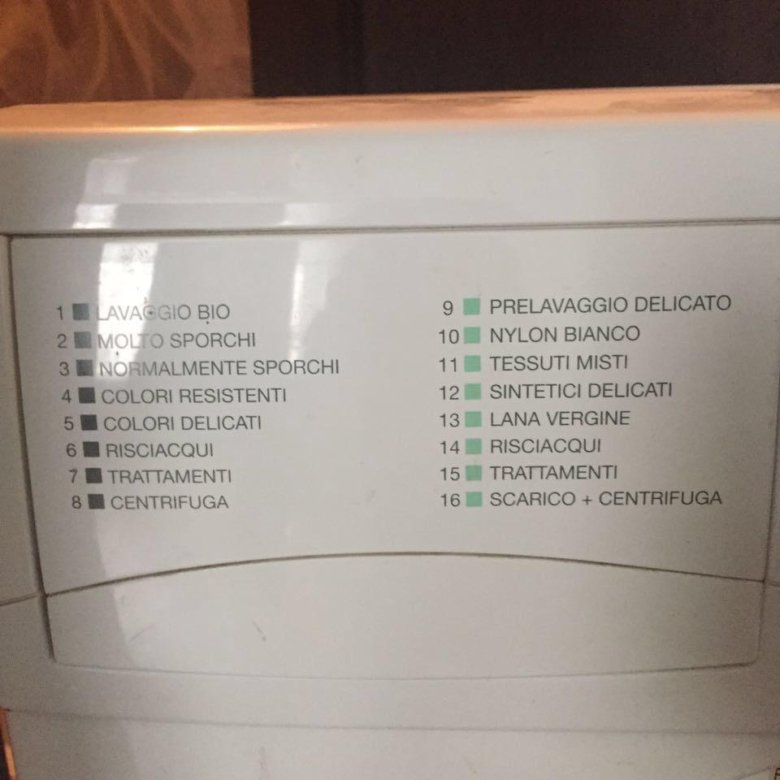 1 LAVAGGIO BIO
2 MOLTO SPORCHI
3 NORMALMENTE SPORCHI
4 COLORI RESISTENTI
5 COLORI DELICATI
6 RISCIACQUI
7 TRATTAMENTI
8 CENTRIFUGA
9 PRELAVAGGIO DELICATO
10 NYLON BIANCO
11 TESSUTI MISTI
12 SINTETICI DELICATI
13 LANA VERGINE
14 RISCIACQUI
15 TRATTAMENTI
16 SCARICO + CENTRIFUGA